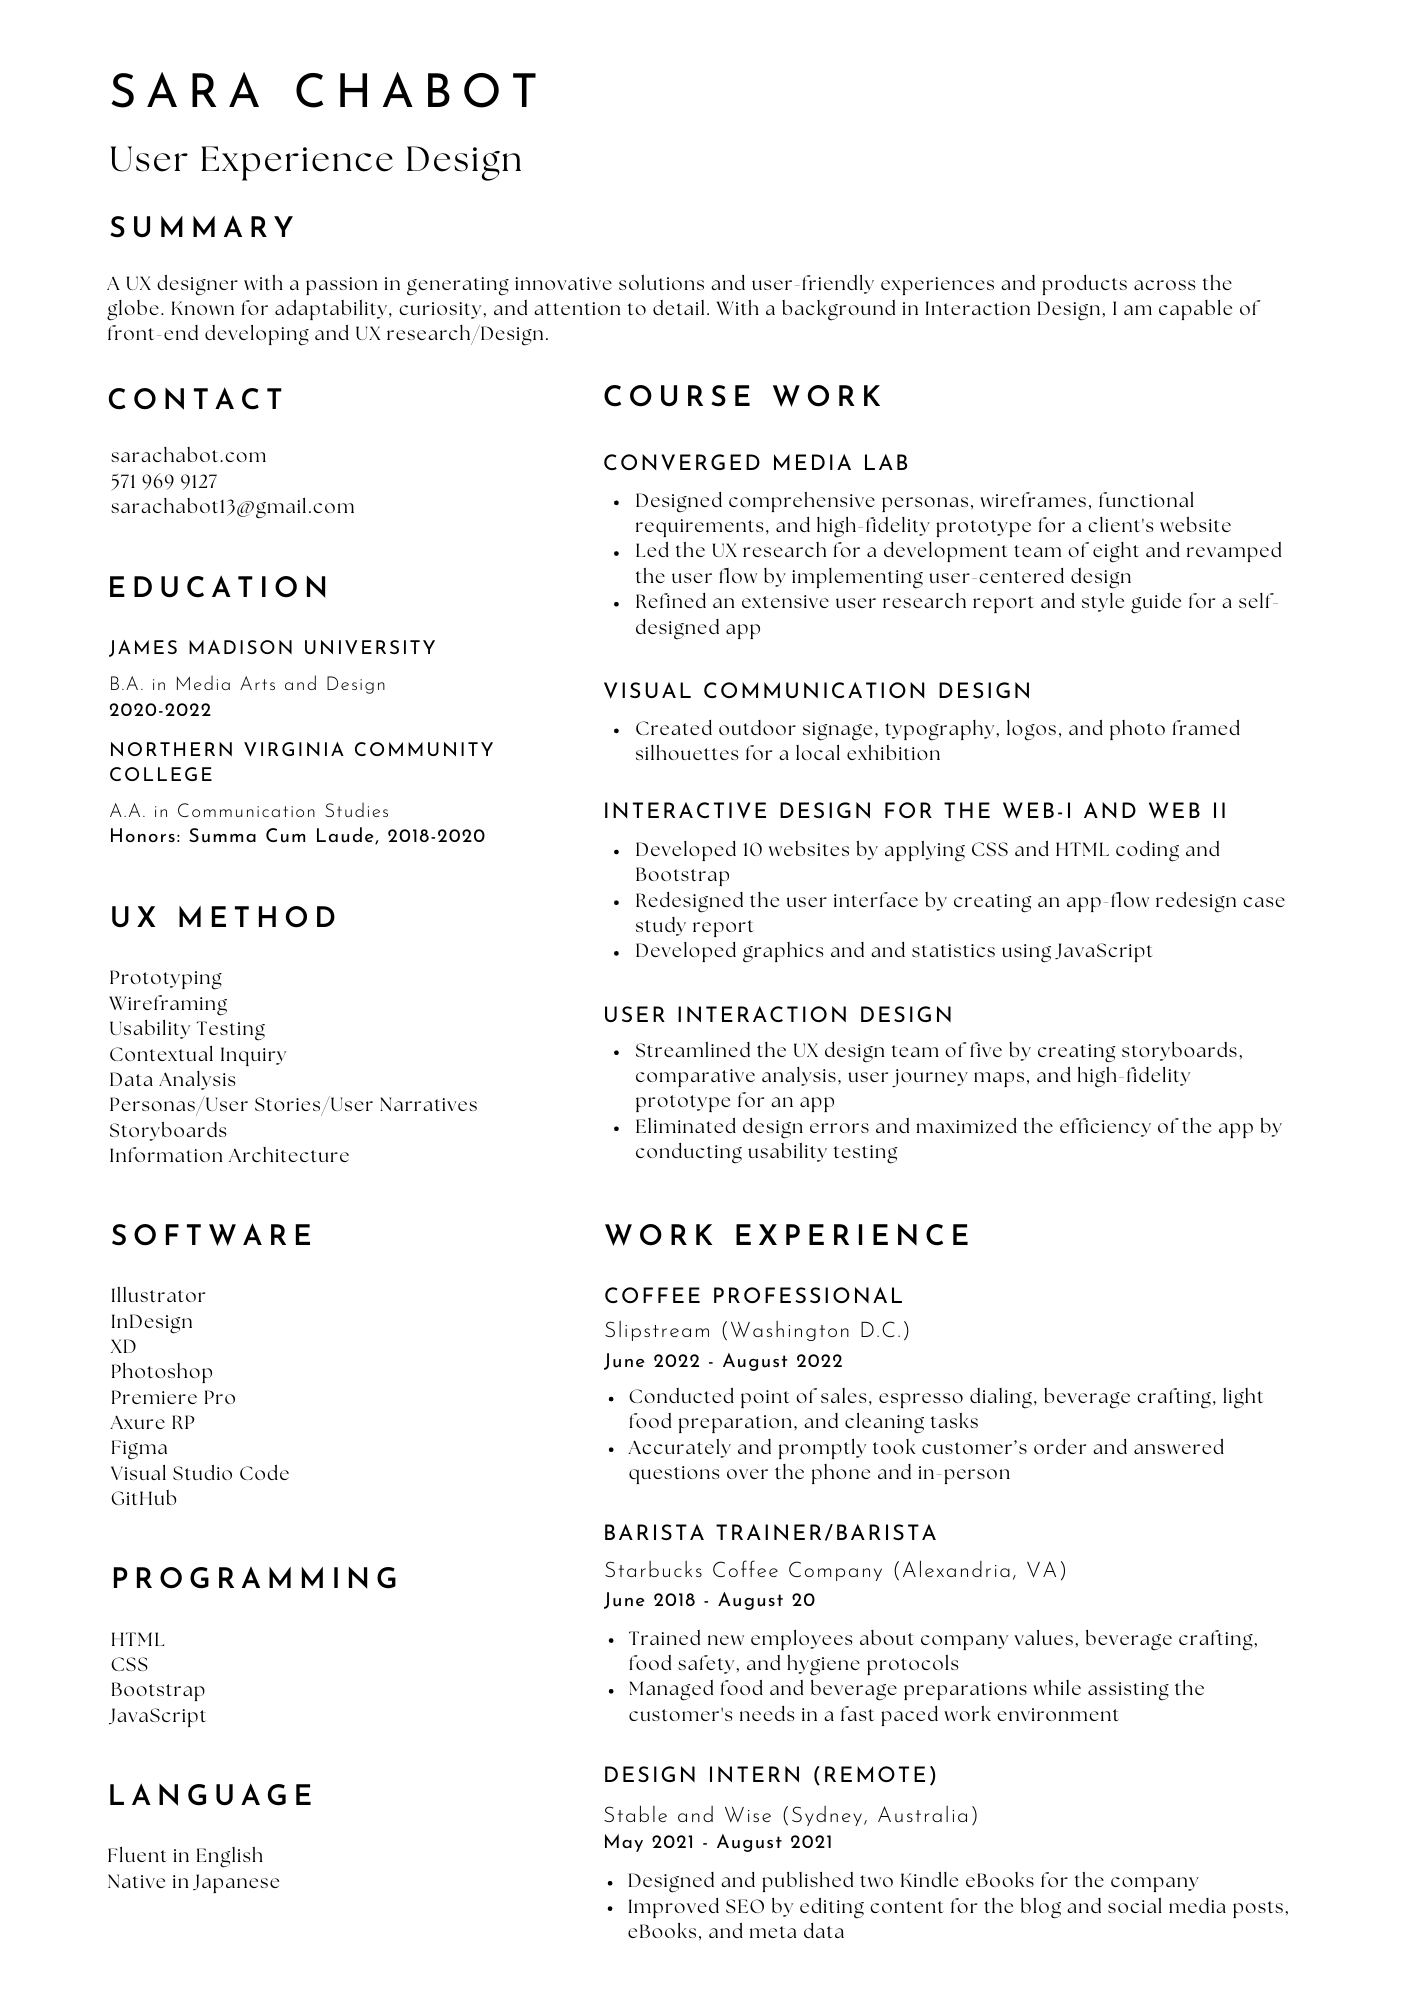 SARA CHABOT
User Experience Design
SUMMARY
A UX designer with a passion in generating innovative solutions and user-friendly experiences and products across the
globe. Known for adaptability, curiosity, and attention to detail. With a background in Interaction Design, I am capable of
front-end developing and UX research/Design.
CONTACT
sarachabot.com
571 969 9127
sarachabot13@gmail.com
EDUCATION
JAMES MADISON UNIVERSITY
B.A. in Media Arts and Design
2020-2022
NORTHERN VIRGINIA COMMUNITY
COLLEGE
A.A. in Communication Studies
Honors: Summa Cum Laude, 2018-2020
UX METHOD
Prototyping
Wireframing
Usability Testing
Contextual Inquiry
Data Analysis
Personas/User Stories/User Narratives
Storyboards
Information Architecture
SOFTWARE
Illustrator
InDesign
XD
Photoshop
Premiere Pro
Axure RP
Figma
Visual Studio Code
GitHub
PROGRAMMING
HTML
CSS
Bootstrap
JavaScript
LANGUAGE
Fluent in English
Native in Japanese
COURSE WORK
CONVERGED MEDIA LAB
• Designed comprehensive personas, wireframes, functional
requirements, and high-fidelity prototype for a client's website
• Led the UX research for a development team of eight and revamped
the user flow by implementing user-centered design
• Refined an extensive user research report and style guide for a self-
designed app
VISUAL COMMUNICATION DESIGN
• Created outdoor signage, typography, logos, and photo framed
silhouettes for a local exhibition
INTERACTIVE DESIGN FOR THE WEB-I AND WEB II
• Developed 10 websites by applying CSS and HTML coding and
Bootstrap
• Redesigned the user interface by creating an app-flow redesign case
study report
• Developed graphics and and statistics using JavaScript
USER INTERACTION DESIGN
• Streamlined the UX design team of five by creating storyboards,
comparative analysis, user journey maps, and high-fidelity
prototype for an app
• Eliminated design errors and maximized the efficiency of the app by
conducting usability testing
WORK EXPERIENCE
COFFEE PROFESSIONAL
Slipstream (Washington D.C.)
June 2022 - August 2022
• Conducted point of sales, espresso dialing, beverage crafting, light
food preparation, and cleaning tasks
• Accurately and promptly took customer’s order and answered
questions over the phone and in-person
BARISTA TRAINER/BARISTA
Starbucks Coffee Company (Alexandria, VA)
June 2018 - August 20
• Trained new employees about company values, beverage crafting,
food safety, and hygiene protocols
• Managed food and beverage preparations while assisting the
customer's needs in a fast paced work environment
DESIGN INTERN (REMOTE)
Stable and Wise (Sydney, Australia)
May 2021 - August 2021
• Designed and published two Kindle eBooks for the company
• Improved SEO by editing content for the blog and social media posts,
eBooks, and meta data